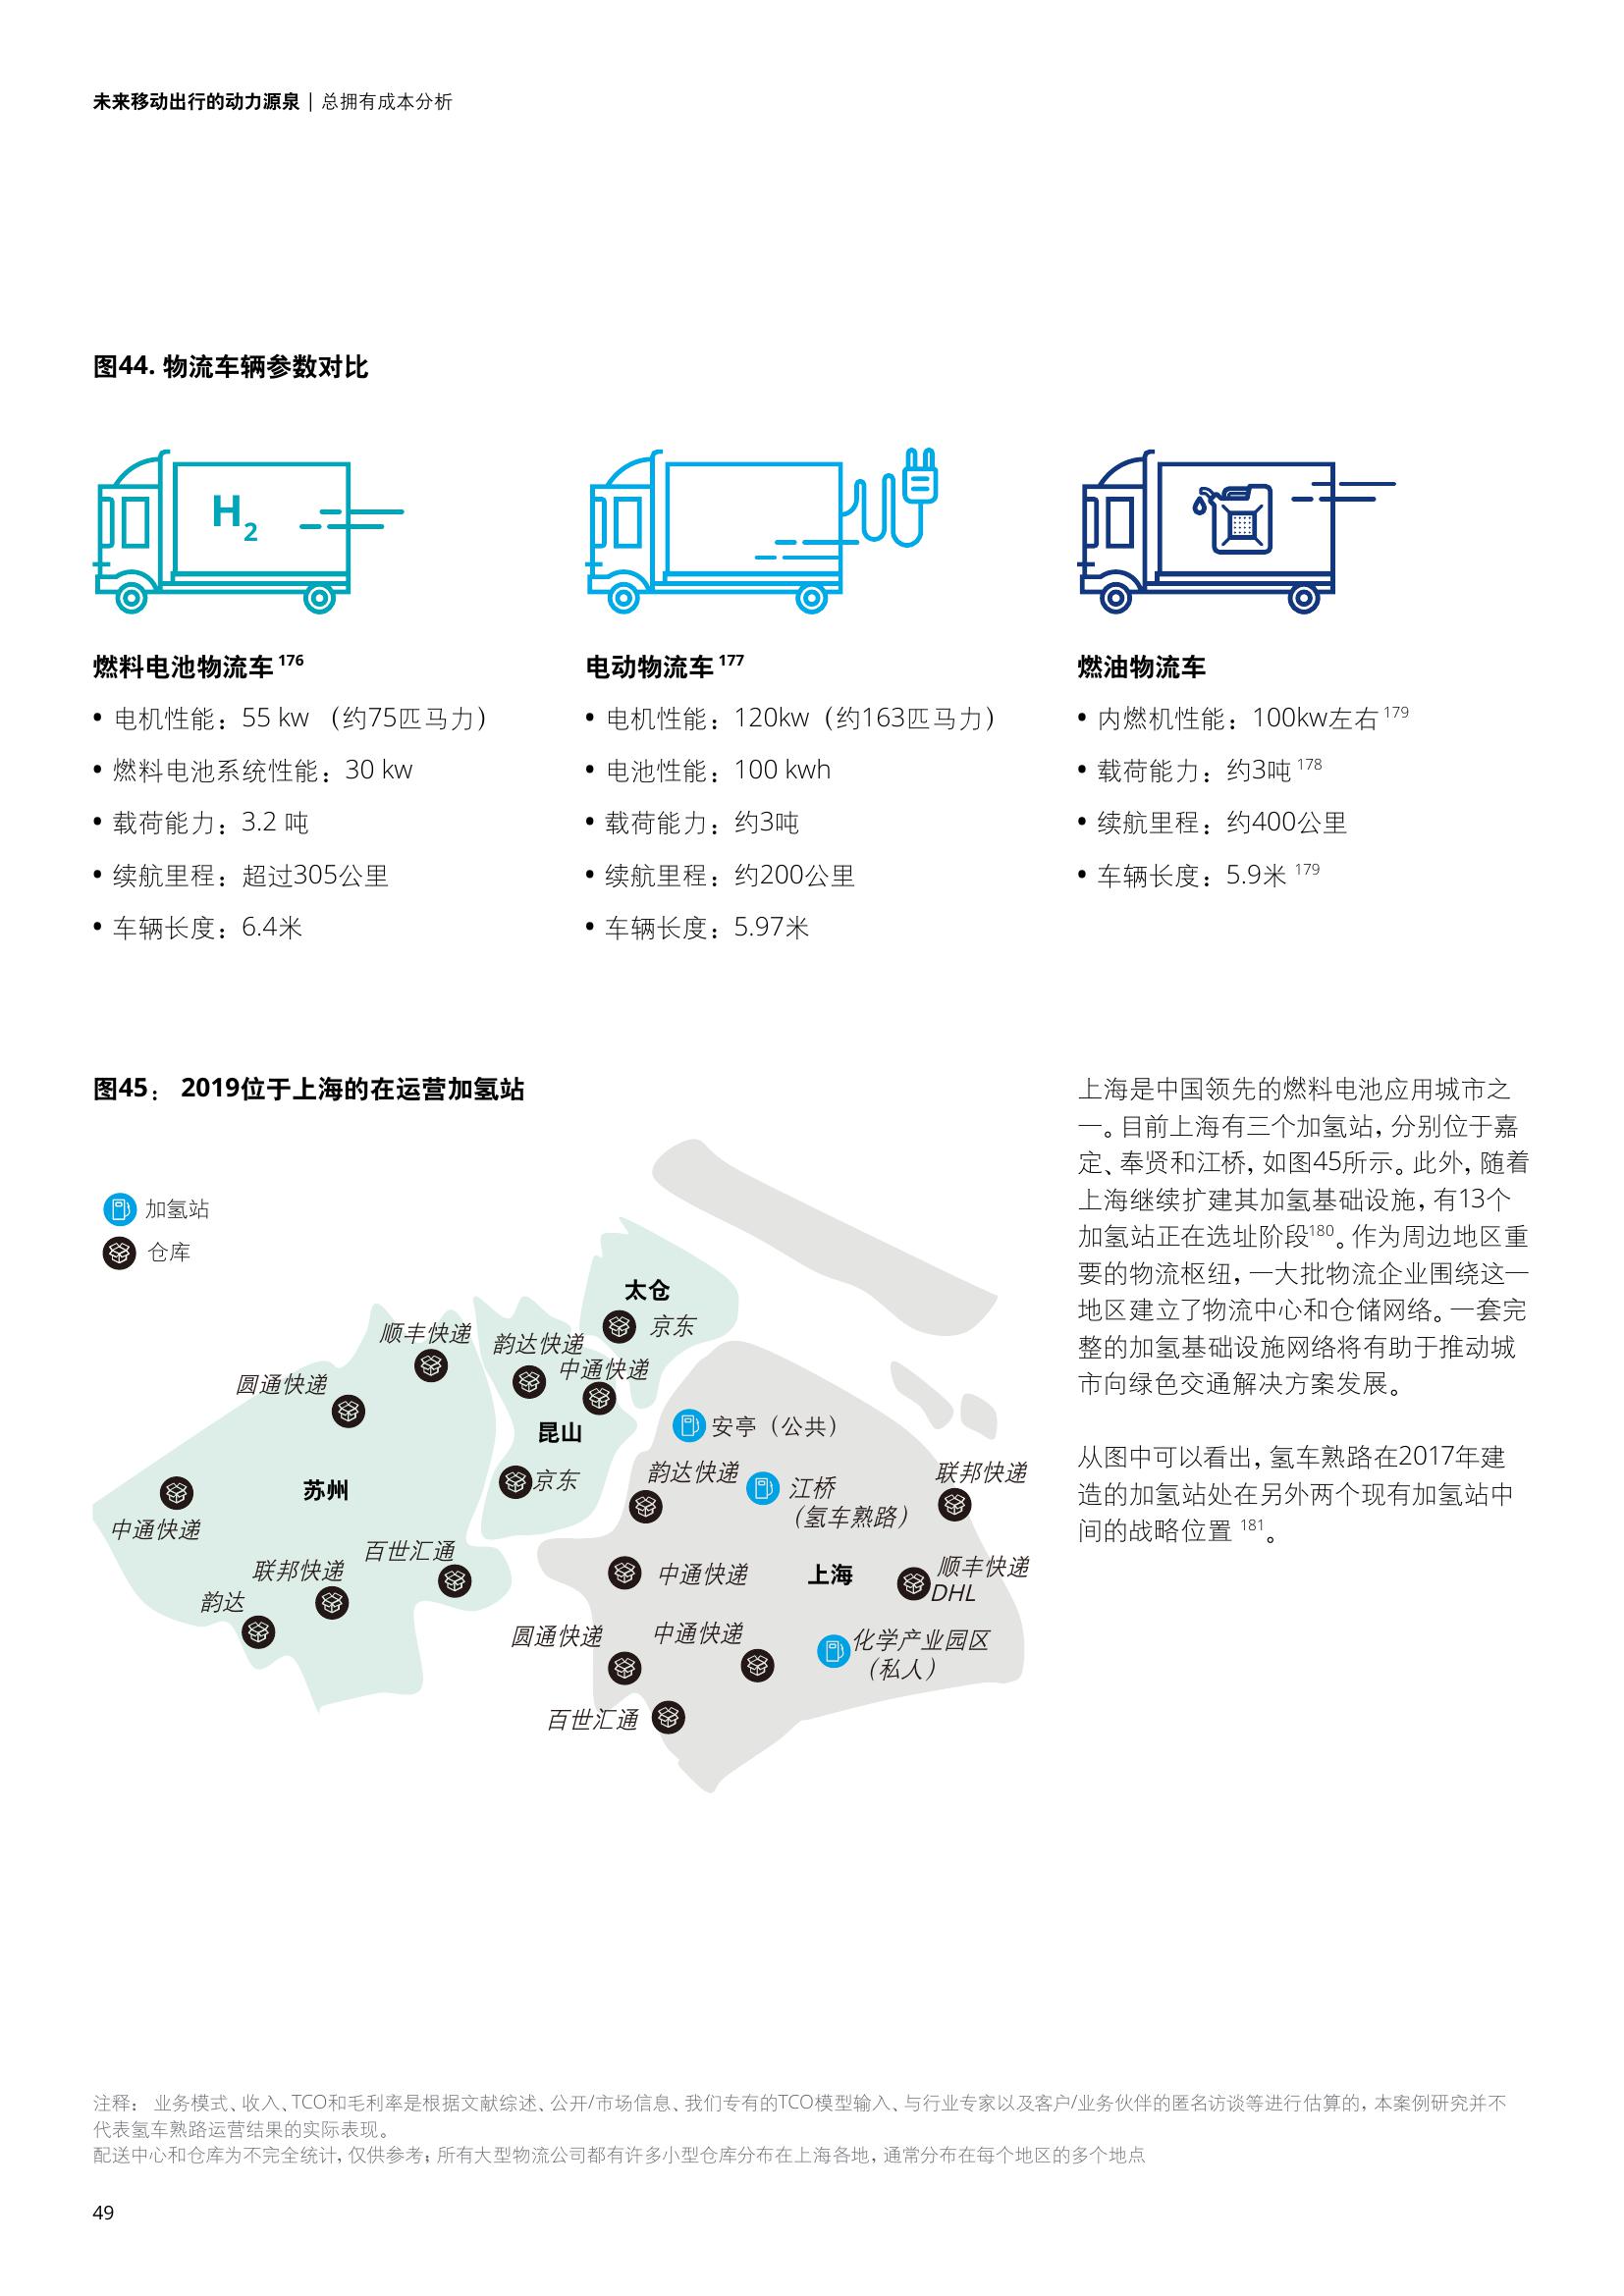 未来移动出行的动力源泉 | 总拥有成本分析
图44. 物流车辆参数对比
H2
燃料电池物流车 176
• 电机性能：55 kw （约75匹马力）
• 燃料电池系统性能：30 kw
• 载荷能力：3.2 吨
• 续航里程：超过305公里
• 车辆长度：6.4米
电动物流车 177
• 电机性能：120kw（约163匹马力）
• 电池性能：100 kwh
• 载荷能力：约3吨
• 续航里程：约200公里
• 车辆长度：5.97米
燃油物流车
• 内燃机性能：100kw左右 179
• 载荷能力：约3吨 178
• 续航里程：约400公里
• 车辆长度：5.9米 179
图45： 2019位于上海的在运营加氢站
加氢站
仓库
太仓
京东
顺丰快递
韵达快递
中通快递
圆通快递
昆山
安亭（公共）
韵达快递
江桥
（氢车熟路）
联邦快递
京东
苏州
中通快递
百世汇通
联邦快递
韵达
中通快递
上海
顺丰快递
DHL
圆通快递
中通快递
化学产业园区
（私人）
百世汇通
上海是中国领先的燃料电池应用城市之
一。目前上海有三个加氢站，分别位于嘉
定、奉贤和江桥，如图45所示。此外，随着
上海继续扩建其加氢基础设施，有13个
加氢站正在选址阶段180。作为周边地区重
要的物流枢纽，一大批物流企业围绕这一
地区建立了物流中心和仓储网络。一套完
整的加氢基础设施网络将有助于推动城
市向绿色交通解决方案发展。
从图中可以看出，氢车熟路在2017年建
造的加氢站处在另外两个现有加氢站中
间的战略位置 181。
注释： 业务模式、收入、TCO和毛利率是根据文献综述、公开/市场信息、我们专有的TCO模型输入、与行业专家以及客户/业务伙伴的匿名访谈等进行估算的，本案例研究并不
代表氢车熟路运营结果的实际表现。
配送中心和仓库为不完全统计，仅供参考；所有大型物流公司都有许多小型仓库分布在上海各地，通常分布在每个地区的多个地点
49